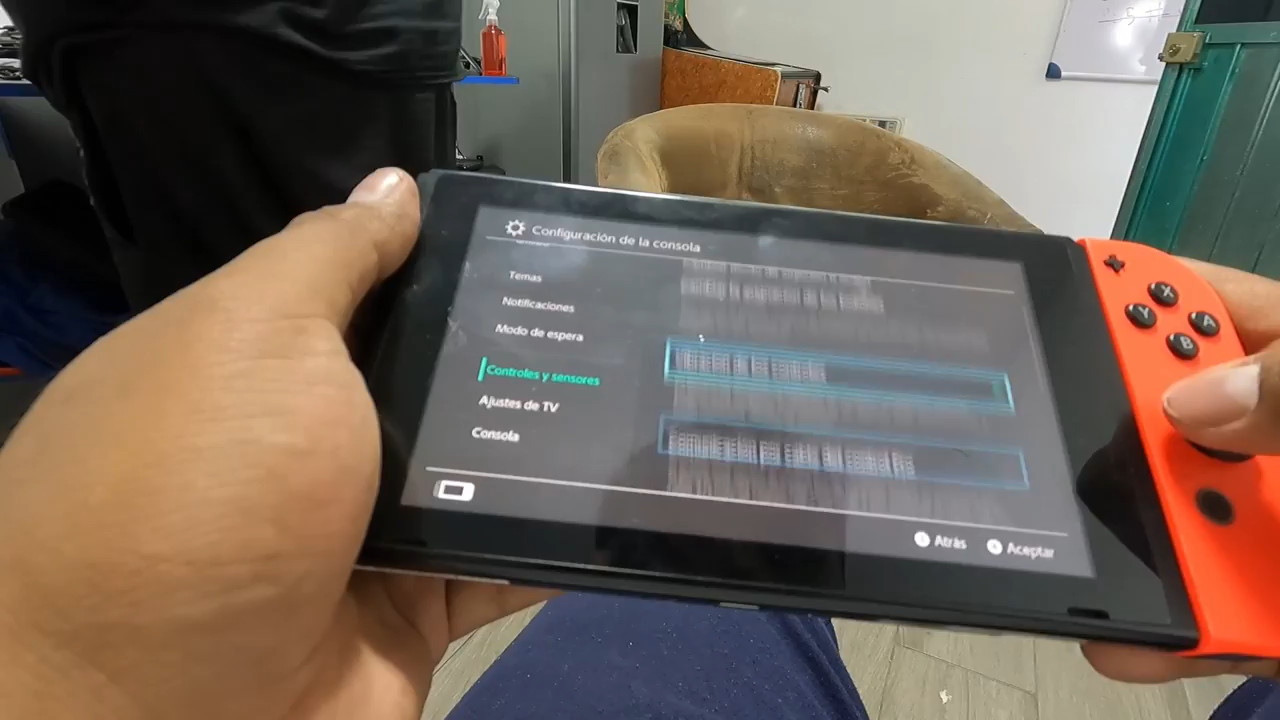 Configuración de la consola
Temas
Notificaciones
Modo de espera
Controles y sensores
Ajustes de TV
Consola
Atrás
Aceptar
X
Y
A
B